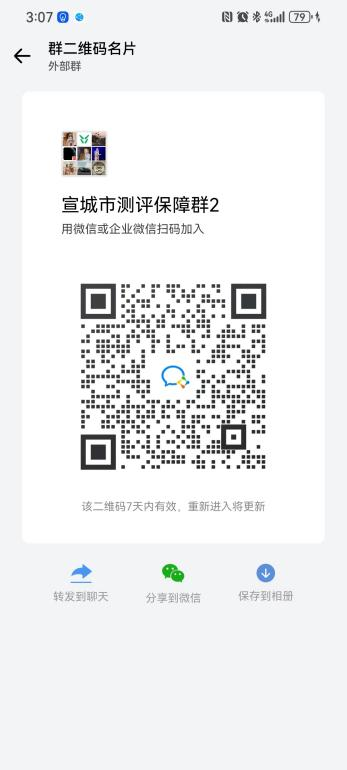 3:07
4G
79
群二维码名片
外部群
宣城市测评保障群2
用微信或企业微信扫码加入
该二维码7天内有效，重新进入将更新
转发到聊天
分享到微信
保存到相册